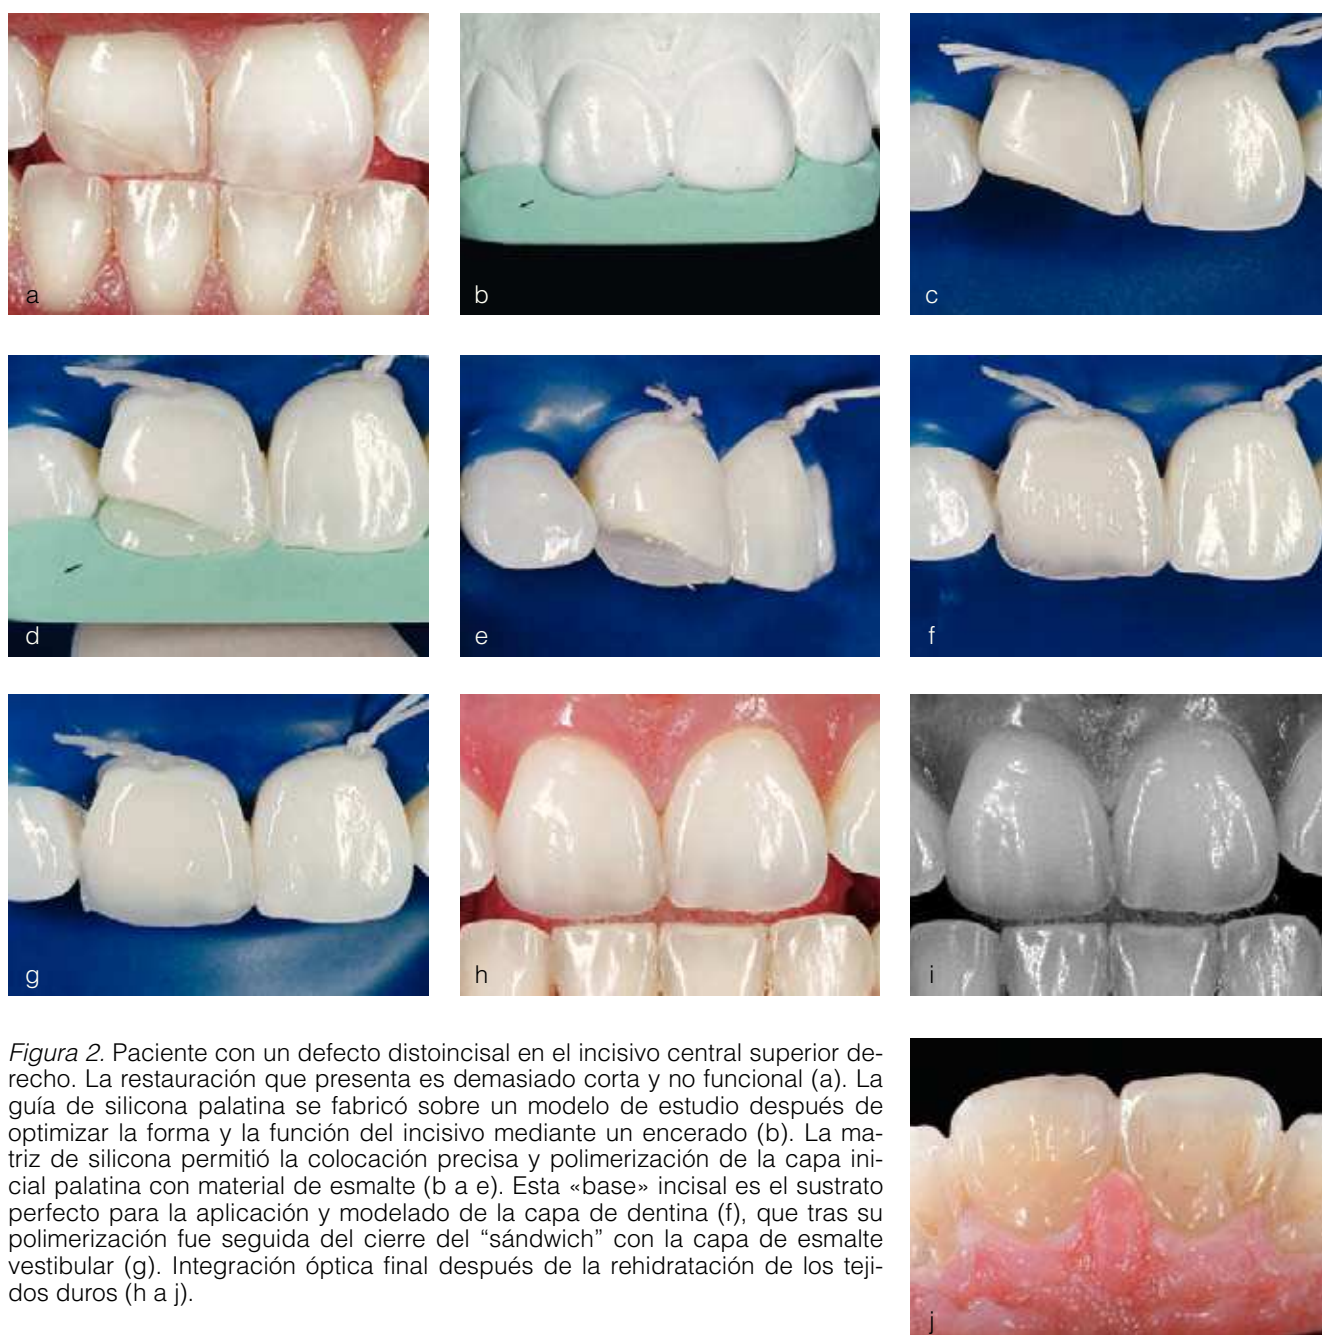 a
b
c
d
e
f
g
h
i
Figura 2. Paciente con un defecto distoincisal en el incisivo central superior de-
recho. La restauración que presenta es demasiado corta y no funcional (a). La
guía de silicona palatina se fabricó sobre un modelo de estudio después de
optimizar la forma y la función del incisivo mediante un encerado (b). La ma-
triz de silicona permitió la colocación precisa y polimerización de la capa ini-
cial palatina con material de esmalte (b a e). Esta «base» incisal es el sustrato
perfecto para la aplicación y modelado de la capa de dentina (f), que tras su
polimerización fue seguida del cierre del “sándwich” con la capa de esmalte
vestibular (g). Integración óptica final después de la rehidratación de los teji-
dos duros (h a j).
j